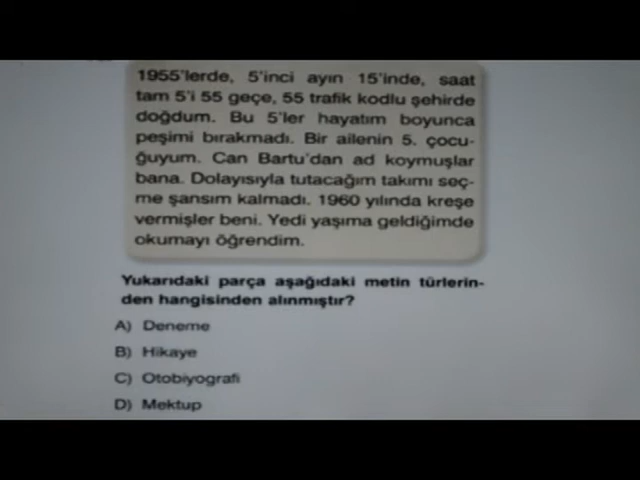 1955'lerde, 5'inci ayın 15'inde, saat
tam 5'i 55 geçe, 55 trafik kodlu şehirde
doğdum. Bu 5'ler hayatım boyunca
peşimi bırakmadı. Bir ailenin 5. çocu-
ğuyum. Can Bartu'dan ad koymuşlar
bana. Dolayısıyla tutacağım takımı seç-
me şansım kalmadı. 1960 yılında kreşe
vermişler beni. Yedi yaşıma geldiğimde
okumayı öğrendim.
Yukarıdaki parça aşağıdaki metin türlerin-
den hangisinden alınmıştır?
A) Deneme
B) Hikaye
C) Otobiyografi
D) Mektup